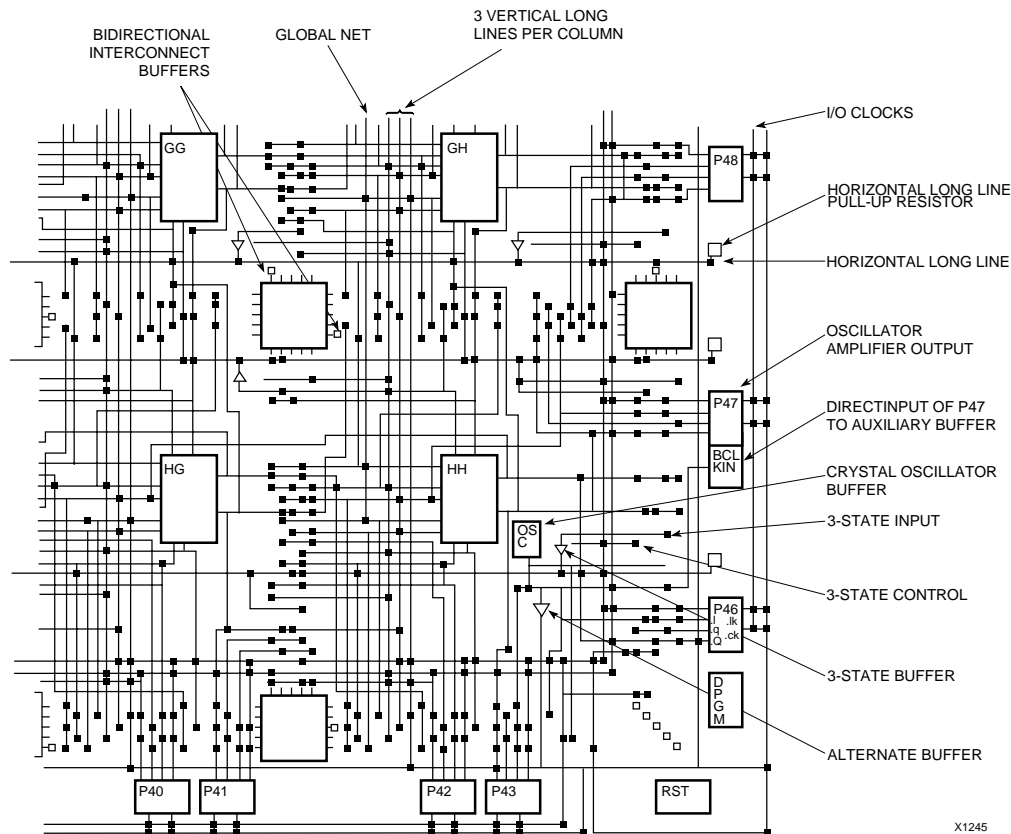 3 VERTICAL LONG
LINES PER COLUMN
BIDIRECTIONAL
INTERCONNECT
BUFFERS
GLOBAL NET
I/O CLOCKS
GG
GH
P48
HORIZONTAL LONG LINE
PULL-UP RESISTOR
HORIZONTAL LONG LINE
OSCILLATOR
AMPLIFIER OUTPUT
P47
DIRECTINPUT OF P47
TO AUXILIARY BUFFER
BCL
KIN
HG
HH
CRYSTAL OSCILLATOR
BUFFER
OS
C
3-STATE INPUT
3-STATE CONTROL
P46
.I
.lk
.q
.ck
.Q
3-STATE BUFFER
D
P
G
M
ALTERNATE BUFFER
P40
P41
P42
P43
RST
X1245